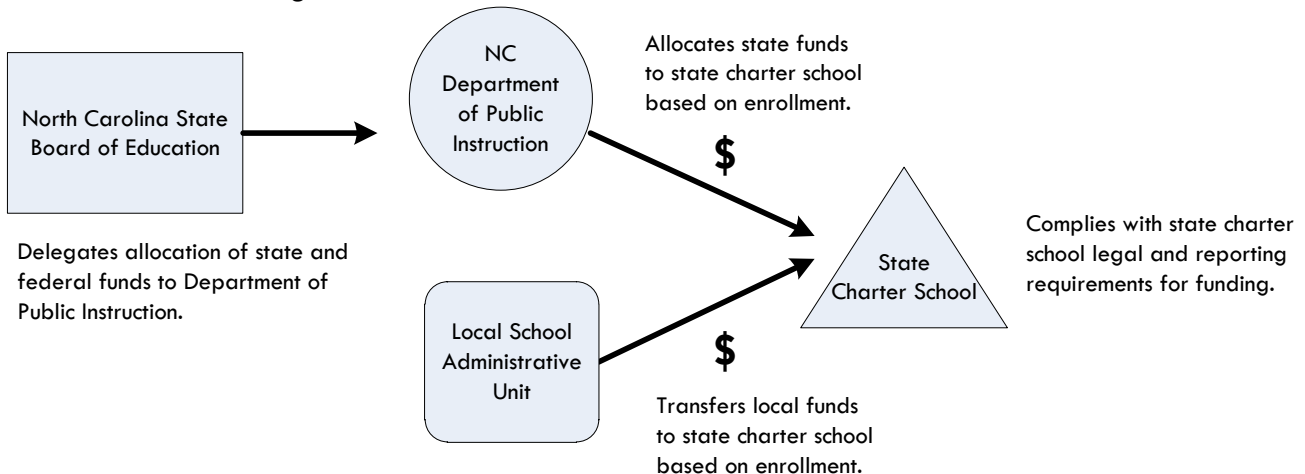 North Carolina State
Board of Education
Delegates allocation of state and
federal funds to Department of
Public Instruction.
NC
Department
of Public
Instruction
Allocates state funds
to state charter school
based on enrollment.
$
Local School
Administrative
Unit
$
Transfers local funds
to state charter school
based on enrollment.
State
Charter School
Complies with state charter
school legal and reporting
requirements for funding.